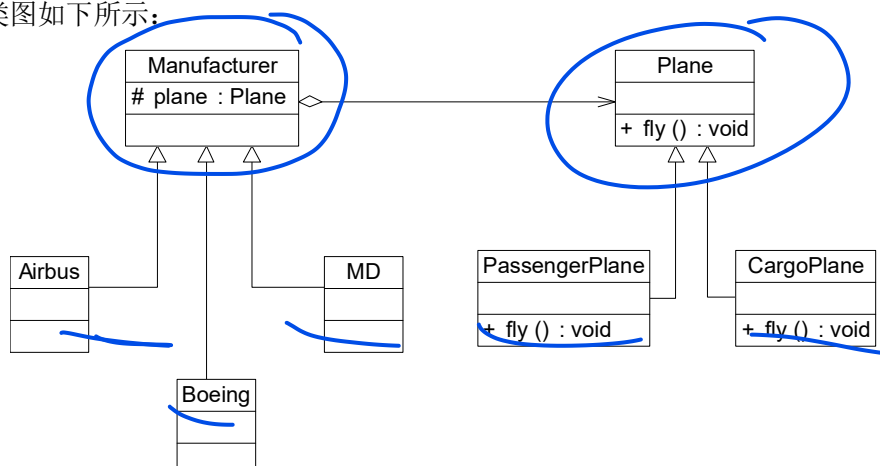 类图如下所示：
Manufacturer
# plane : Plane
Plane
+ fly () : void
Airbus
MD
PassengerPlane
+ fly () : void
CargoPlane
+ fly () : void
Boeing